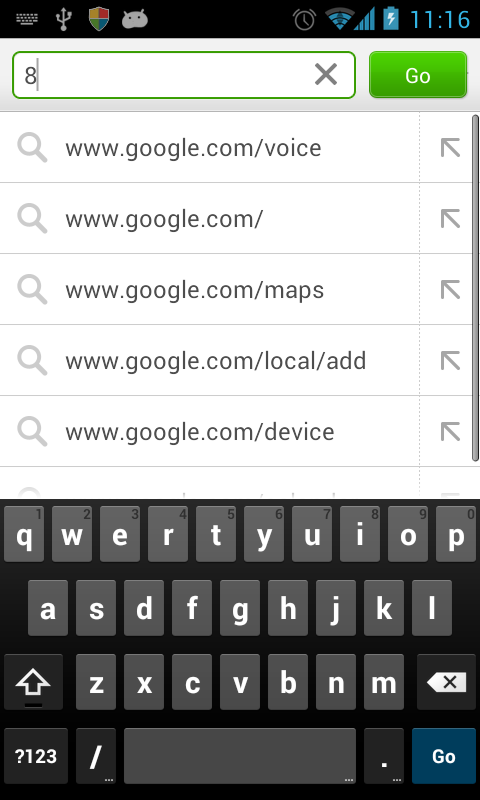 11:16
8 Go
www.google.com/voice
www.google.com/
www.google.com/maps
www.google.com/local/add
www.google.com/device
1 2 3 4 5 6 7 8 9 0
q w e r t y u i o p
a s d f g h j k l
z x c v b n m
?123 / ... ... . ... Go